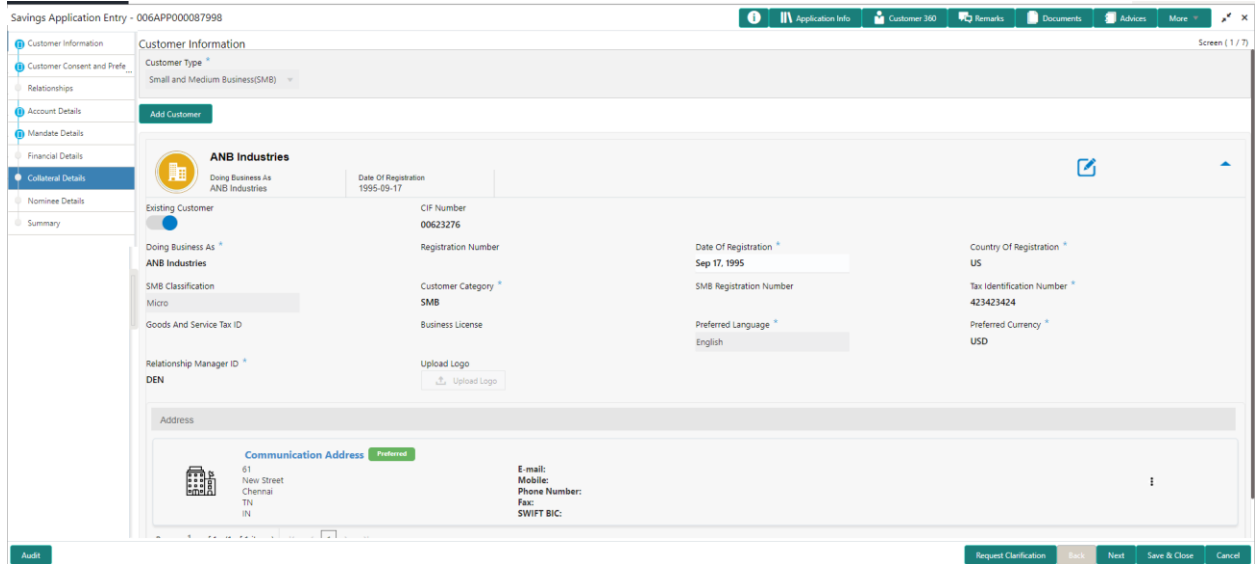 Savings Application Entry - 006APP000087998
Application Info
Customer 360
Remarks
Documents
Advices
More
Customer Information
Customer Consent and Prefe...
Relationships
Account Details
Mandate Details
Financial Details
Collateral Details
Nominee Details
Summary
Customer Information
Screen ( 1 / 7)
Customer Type *
Small and Medium Business(SMB)
Add Customer
ANB Industries
Doing Business As Date Of Registration
ANB Industries 1995-09-17
Existing Customer CIF Number
00623276
Doing Business As * Registration Number Date Of Registration * Country Of Registration *
ANB Industries Sep 17, 1995 US
SMB Classification Customer Category * SMB Registration Number Tax Identification Number *
Micro SMB 423423424
Goods And Service Tax ID Business License Preferred Language * Preferred Currency *
English USD
Relationship Manager ID * Upload Logo
DEN Upload Logo
Address
Communication Address Preferred
61 E-mail:
New Street Mobile:
Chennai Phone Number:
TN Fax:
IN SWIFT BIC:
Audit Request Clarification Back Next Save & Close Cancel